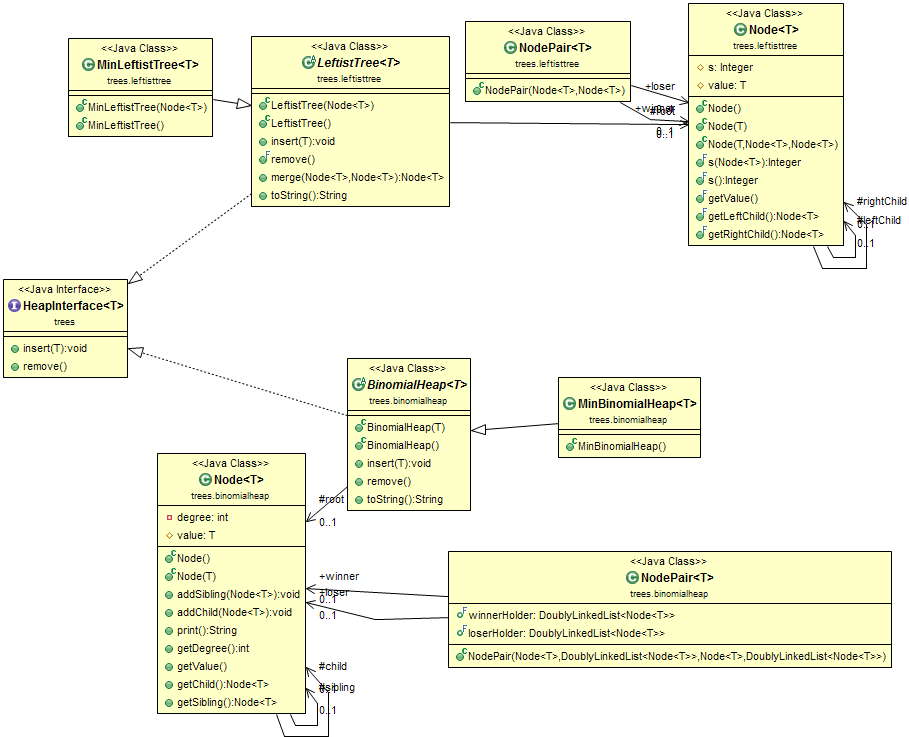 <<Java Class>>
MinLeftistTree<T>
trees.leftisttree
MinLeftistTree(Node<T>)
MinLeftistTree()
<<Java Class>>
LeftistTree<T>
trees.leftisttree
LeftistTree(Node<T>)
LeftistTree()
insert(T):void
remove()
merge(Node<T>,Node<T>):Node<T>
toString():String
<<Java Class>>
NodePair<T>
trees.leftisttree
NodePair(Node<T>,Node<T>)
+loser
+winner
0..1
#root
0..1
<<Java Class>>
Node<T>
trees.leftisttree
s: Integer
value: T
Node()
Node(T)
Node(T,Node<T>,Node<T>)
s(Node<T>):Integer
s():Integer
getValue()
getLeftChild():Node<T>
getRightChild():Node<T>
#rightChild
#leftChild
0..1
0..1
<<Java Interface>>
HeapInterface<T>
trees
insert(T):void
remove()
<<Java Class>>
BinomialHeap<T>
trees.binomialheap
BinomialHeap(T)
BinomialHeap()
insert(T):void
remove()
toString():String
<<Java Class>>
MinBinomialHeap<T>
trees.binomialheap
MinBinomialHeap()
#root
0..1
<<Java Class>>
Node<T>
trees.binomialheap
degree: int
value: T
Node()
Node(T)
addSibling(Node<T>):void
addChild(Node<T>):void
print():String
getDegree():int
getValue()
getChild():Node<T>
getSibling():Node<T>
+winner
+loser
0..1
0..1
#child
#sibling
0..1
0..1
<<Java Class>>
NodePair<T>
trees.binomialheap
winnerHolder: DoublyLinkedList<Node<T>>
loserHolder: DoublyLinkedList<Node<T>>
NodePair(Node<T>,DoublyLinkedList<Node<T>>,Node<T>,DoublyLinkedList<Node<T>>)